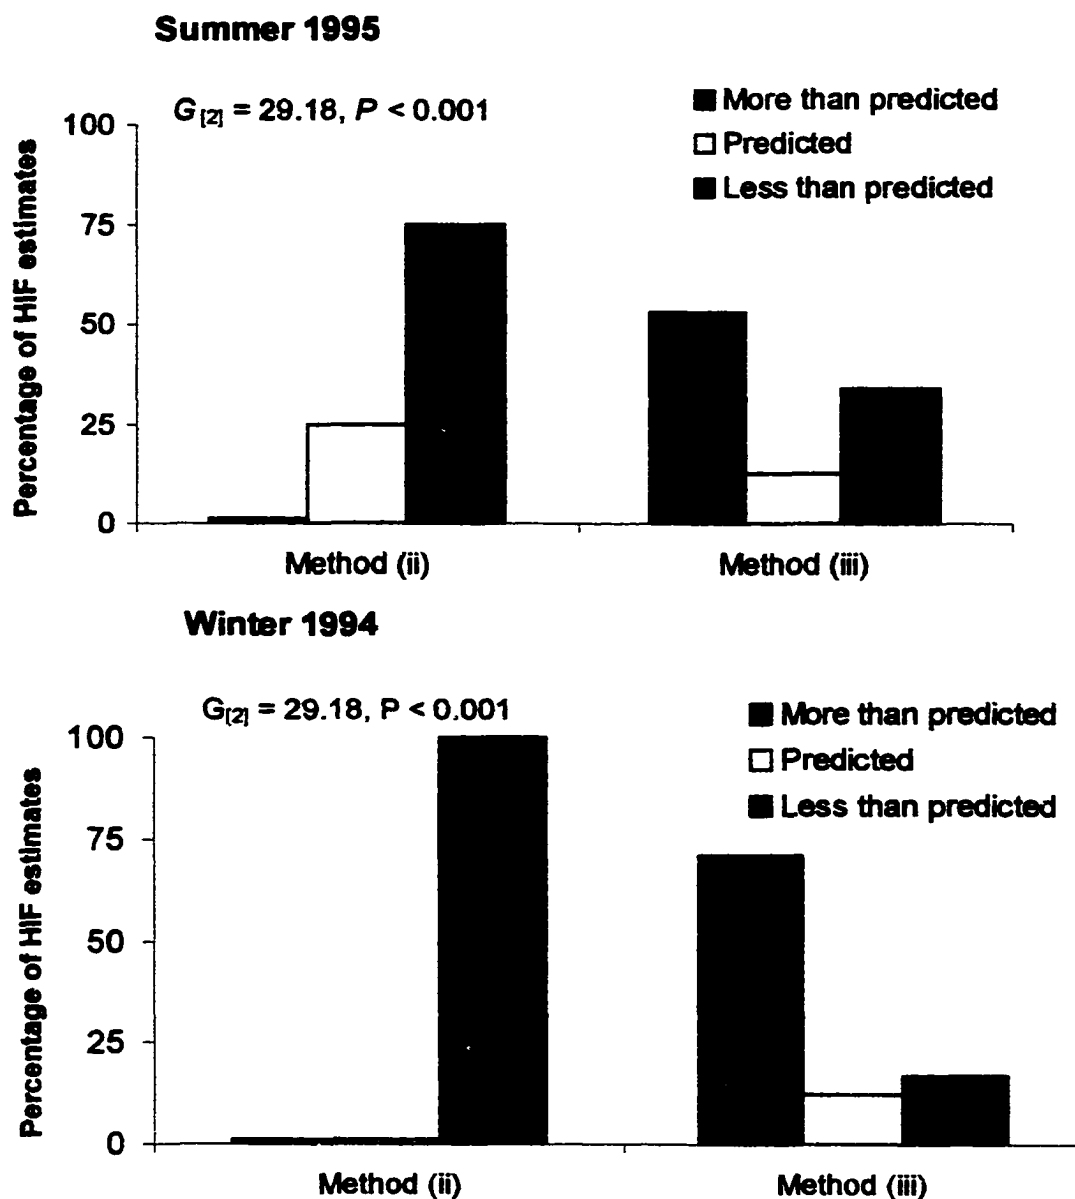 Summer 1995
G[2] = 29.18, P < 0.001
More than predicted
Predicted
Less than predicted
Percentage of HIF estimates
100
75
50
25
0
Method (ii)
Method (iii)
Winter 1994
G[2] = 29.18, P < 0.001
More than predicted
Predicted
Less than predicted
Percentage of HIF estimates
100
75
50
25
0
Method (ii)
Method (iii)